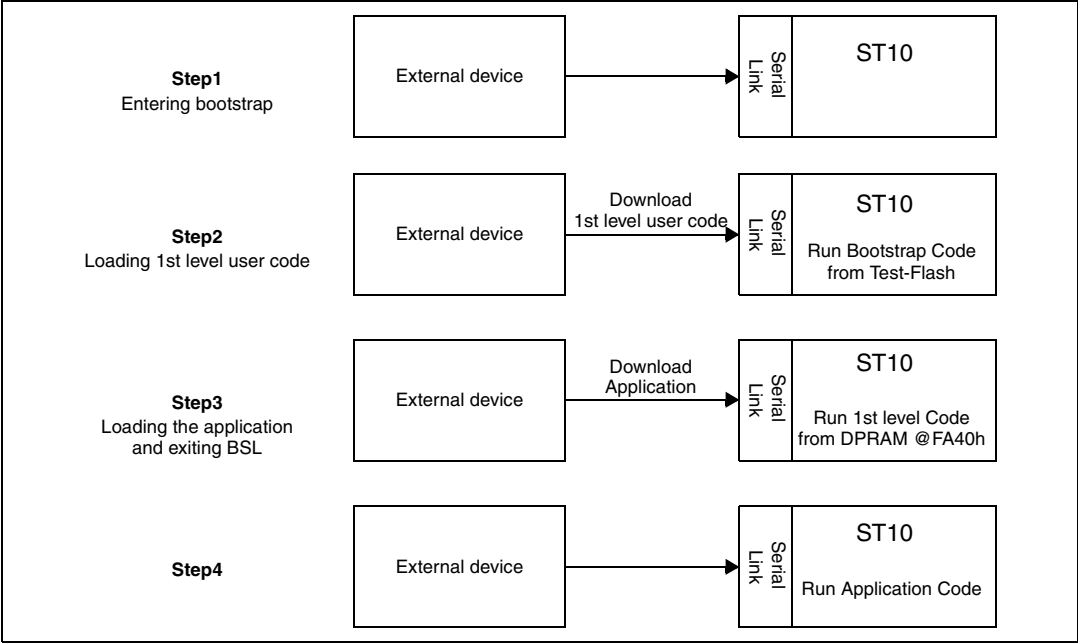 Step1
Entering bootstrap
External device
Serial
Link
ST10
Step2
Loading 1st level user code
External device
Download
1st level user code
Serial
Link
ST10
Run Bootstrap Code
from Test-Flash
Step3
Loading the application
and exiting BSL
External device
Download
Application
Serial
Link
ST10
Run 1st level Code
from DPRAM @FA40h
Step4
External device
Serial
Link
ST10
Run Application Code